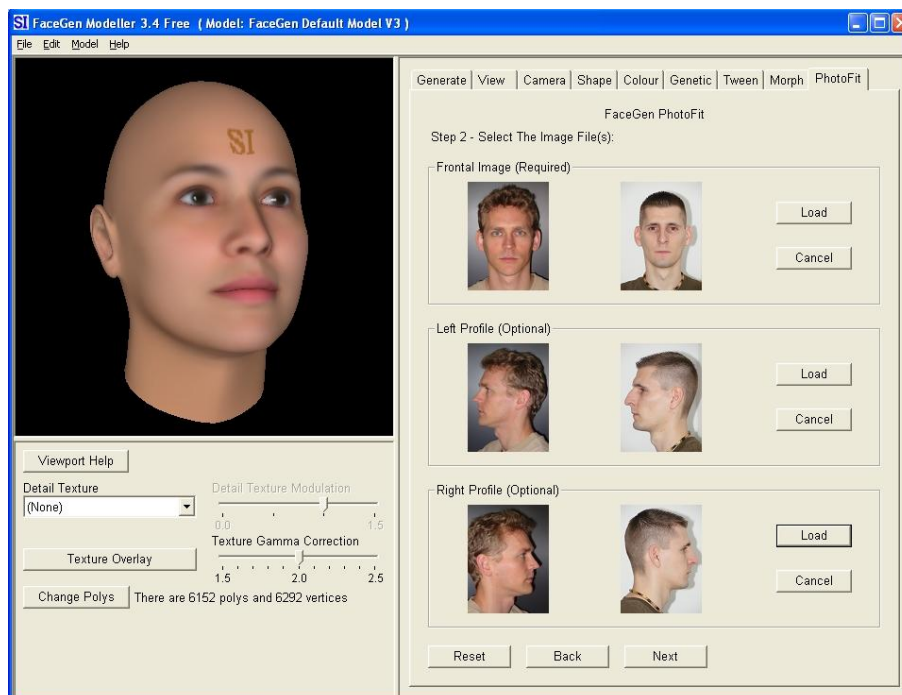 SI FaceGen Modeller 3.4 Free ( Model: FaceGen Default Model V3 )
File Edit Model Help
SI
Generate View Camera Shape Colour Genetic Tween Morph PhotoFit
FaceGen PhotoFit
Step 2 - Select The Image File(s):
Frontal Image (Required)
Load
Cancel
Left Profile (Optional)
Load
Cancel
Right Profile (Optional)
Load
Cancel
Reset Back Next
Viewport Help
Detail Texture
(None)
Detail Texture Modulation
0.0 1.5
Texture Overlay
Texture Gamma Correction
1.5 2.0 2.5
Change Polys There are 6152 polys and 6292 vertices